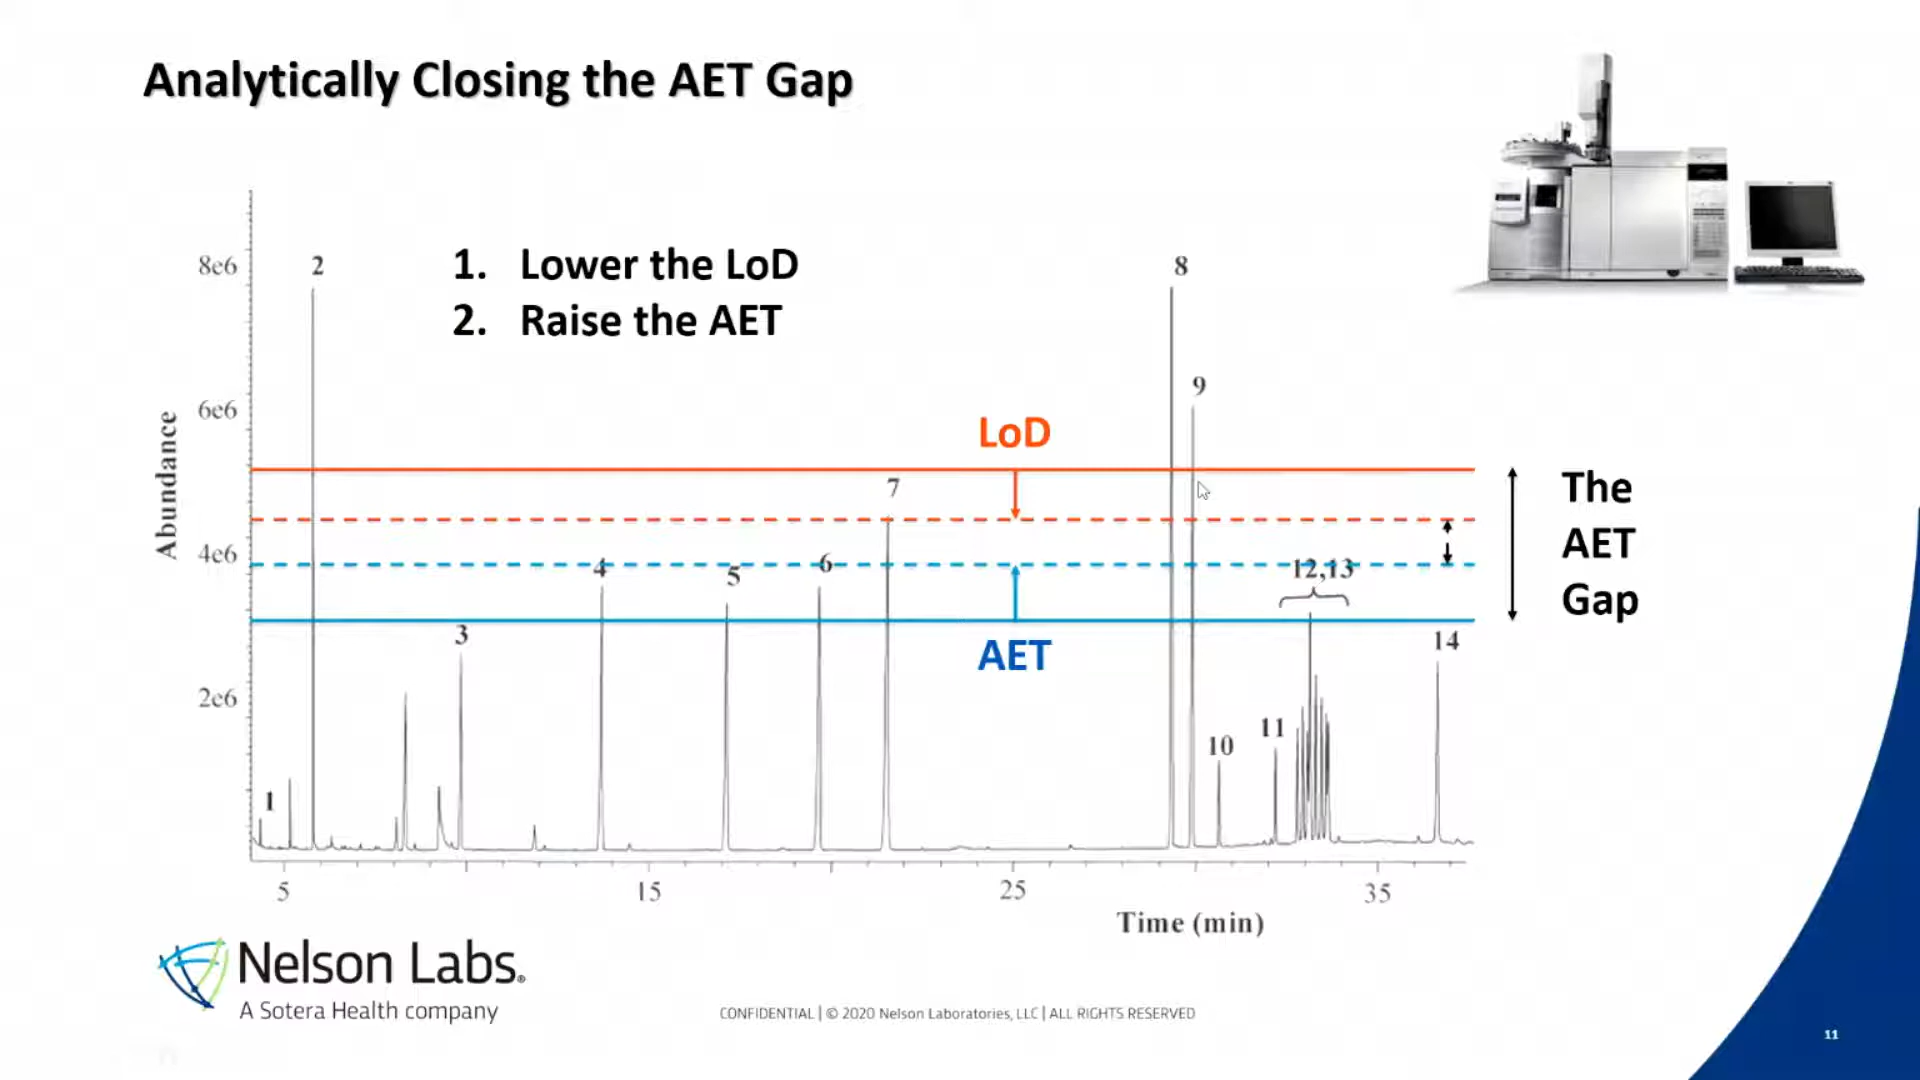 Analytically Closing the AET Gap
1. Lower the LoD
2. Raise the AET
8e6
6e6
4e6
2e6
Abundance
2
8
9
LoD
7
4
5
6
12,13
3
AET
14
1
10
11
The
AET
Gap
5
15
25
35
Time (min)
Nelson Labs®
A Sotera Health company
CONFIDENTIAL | © 2020 Nelson Laboratories, LLC | ALL RIGHTS RESERVED
11